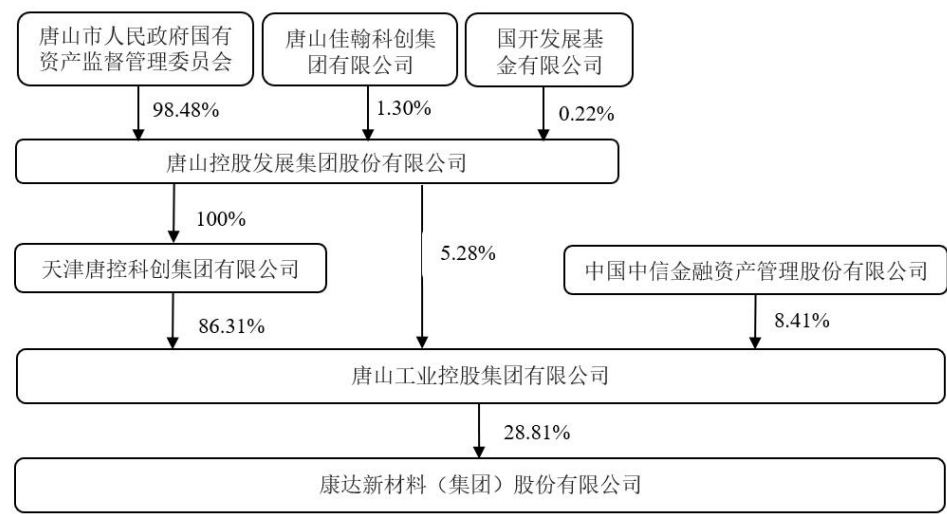 唐山市人民政府国有
资产监督管理委员会
唐山佳翰科创集
团有限公司
国开发展基
金有限公司
98.48%
1.30%
0.22%
唐山控股发展集团股份有限公司
100%
5.28%
天津唐控科创集团有限公司
中国中信金融资产管理股份有限公司
86.31%
8.41%
唐山工业控股集团有限公司
28.81%
康达新材料（集团）股份有限公司